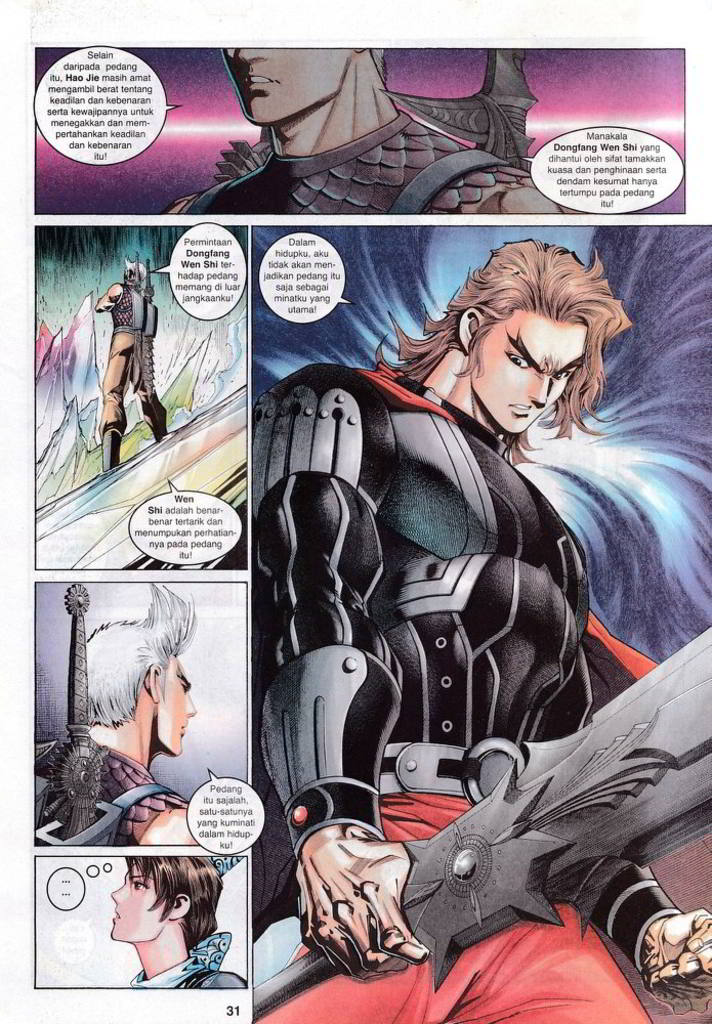 Selain
daripada pedang
itu, Hao Jie masih amat
mengambil berat tentang
keadilan dan kebenaran
serta kewajipannya untuk
menegakkan dan mem-
pertahankan keadilan
dan kebenaran
itu!
Manakala
Dongfang Wen Shi yang
dihantui oleh sifat tamakkan
kuasa dan penghinaan serta
dendam kesumat hanya
tertumpu pada pedang
itu!
Permintaan
Dongfang
Wen Shi ter-
hadap pedang
memang di luar
jangkaanku!
Wen
Shi adalah benar-
benar tertarik dan
menumpukan perhatian-
nya pada pedang
itu!
Dalam
hidupku, aku
tidak akan men-
jadikan pedang itu
saja sebagai
minatku yang
utama!
Pedang
itu sajalah,
satu-satunya
yang kuminati
dalam hidup-
ku!
...
...
31